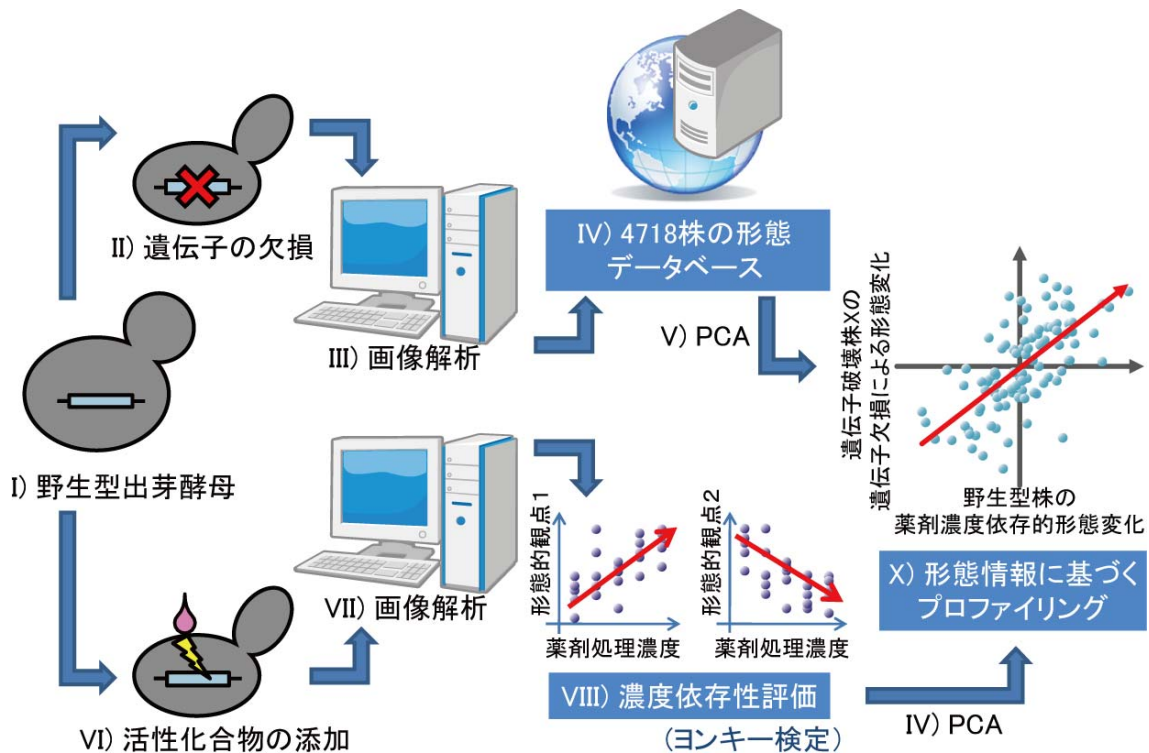 II) 遺伝子の欠損
III) 画像解析
IV) 4718株の形態
データベース
V) PCA
I) 野生型出芽酵母
VI) 活性化合物の添加
VII) 画像解析
形態的観点1
薬剤処理濃度
形態的観点2
薬剤処理濃度
VIII) 濃度依存性評価
(ヨンキー検定)
IV) PCA
遺伝子破壊株Xの
遺伝子欠損による形態変化
野生型株の
薬剤濃度依存的形態変化
X) 形態情報に基づく
プロファイリング